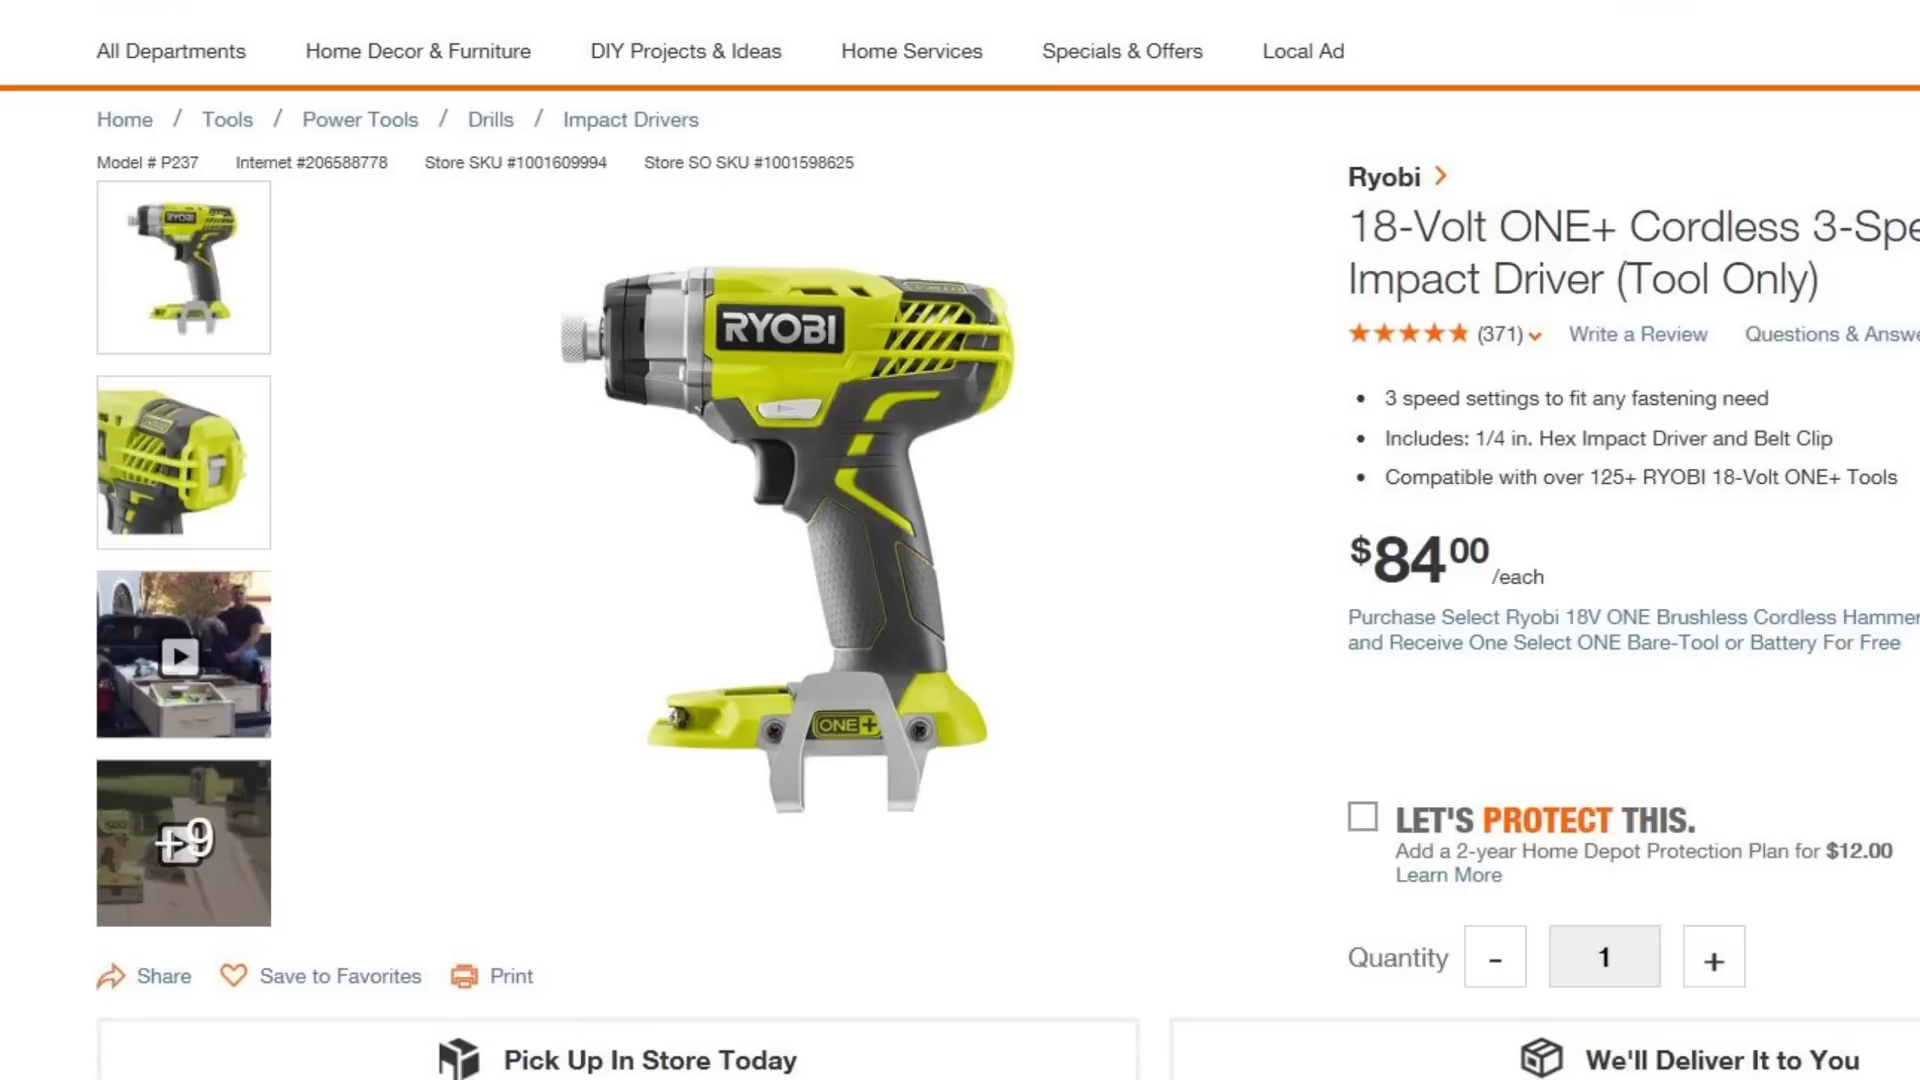 All Departments Home Decor & Furniture DIY Projects & Ideas Home Services Specials & Offers Local Ad
Home / Tools / Power Tools / Drills / Impact Drivers
Model # P237 Internet #206588778 Store SKU #1001609994 Store SO SKU #1001598625
RYOBI
RYOBI
ONE+
+9
Share Save to Favorites Print
Ryobi
18-Volt ONE+ Cordless 3-Spe
Impact Driver (Tool Only)
(371) Write a Review Questions & Answe
• 3 speed settings to fit any fastening need
• Includes: 1/4 in. Hex Impact Driver and Belt Clip
• Compatible with over 125+ RYOBI 18-Volt ONE+ Tools
$8400 /each
Purchase Select Ryobi 18V ONE Brushless Cordless Hammer
and Receive One Select ONE Bare-Tool or Battery For Free
LET'S PROTECT THIS.
Add a 2-year Home Depot Protection Plan for $12.00
Learn More
Quantity - 1 +
Pick Up In Store Today
We'll Deliver It to You